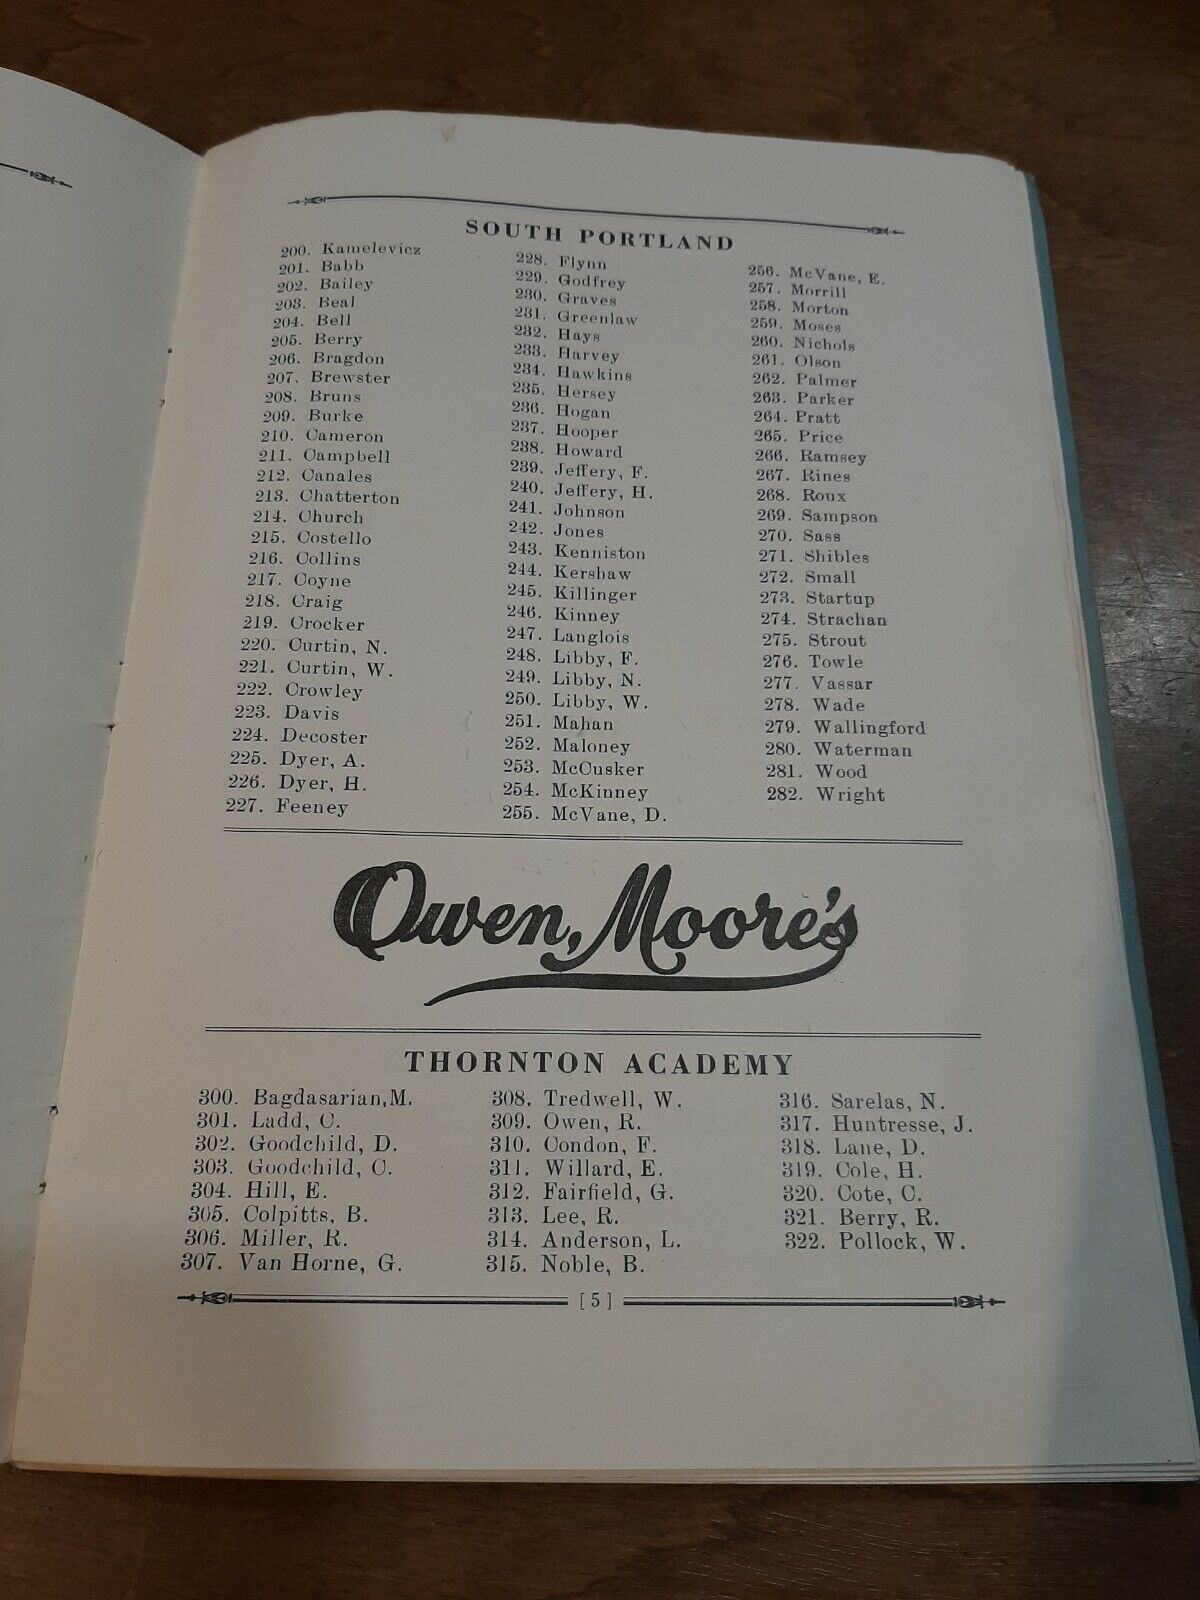 SOUTH PORTLAND
200. Kamelevicz
201. Babb
202. Bailey
203. Beal
204. Bell
205. Berry
206. Bragdon
207. Brewster
208. Bruns
209. Burke
210. Cameron
211. Campbell
212. Canales
213. Chatterton
214. Church
215. Costello
216. Collins
217. Coyne
218. Craig
219. Crocker
220. Curtin, N.
221. Curtin, W.
222. Crowley
223. Davis
224. Decoster
225. Dyer, A.
226. Dyer, H.
227. Feeney
228. Flynn
229. Godfrey
230. Graves
231. Greenlaw
232. Hays
233. Harvey
234. Hawkins
235. Hersey
236. Hogan
237. Hooper
238. Howard
239. Jeffery, F.
240. Jeffery, H.
241. Johnson
242. Jones
243. Kenniston
244. Kershaw
245. Killinger
246. Kinney
247. Langlois
248. Libby, F.
249. Libby, N.
250. Libby, W.
251. Mahan
252. Maloney
253. McCusker
254. McKinney
255. McVane, D.
256. McVane, E.
257. Morrill
258. Morton
259. Moses
260. Nichols
261. Olson
262. Palmer
263. Parker
264. Pratt
265. Price
266. Ramsey
267. Rines
268. Roux
269. Sampson
270. Sass
271. Shibles
272. Small
273. Startup
274. Strachan
275. Strout
276. Towle
277. Vassar
278. Wade
279. Wallingford
280. Waterman
281. Wood
282. Wright
Owen, Moore's
THORNTON ACADEMY
300. Bagdasarian,M.
301. Ladd, C.
302. Goodchild, D.
303. Goodchild, C.
304. Hill, E.
305. Colpitts, B.
306. Miller, R.
307. Van Horne, G.
308. Tredwell, W.
309. Owen, R.
310. Condon, F.
311. Willard, E.
312. Fairfield, G.
313. Lee, R.
314. Anderson, L.
315. Noble, B.
316. Sarelas, N.
317. Huntresse, J.
318. Lane, D.
319. Cole, H.
320. Cote, C.
321. Berry, R.
322. Pollock, W.
[ 5 ]